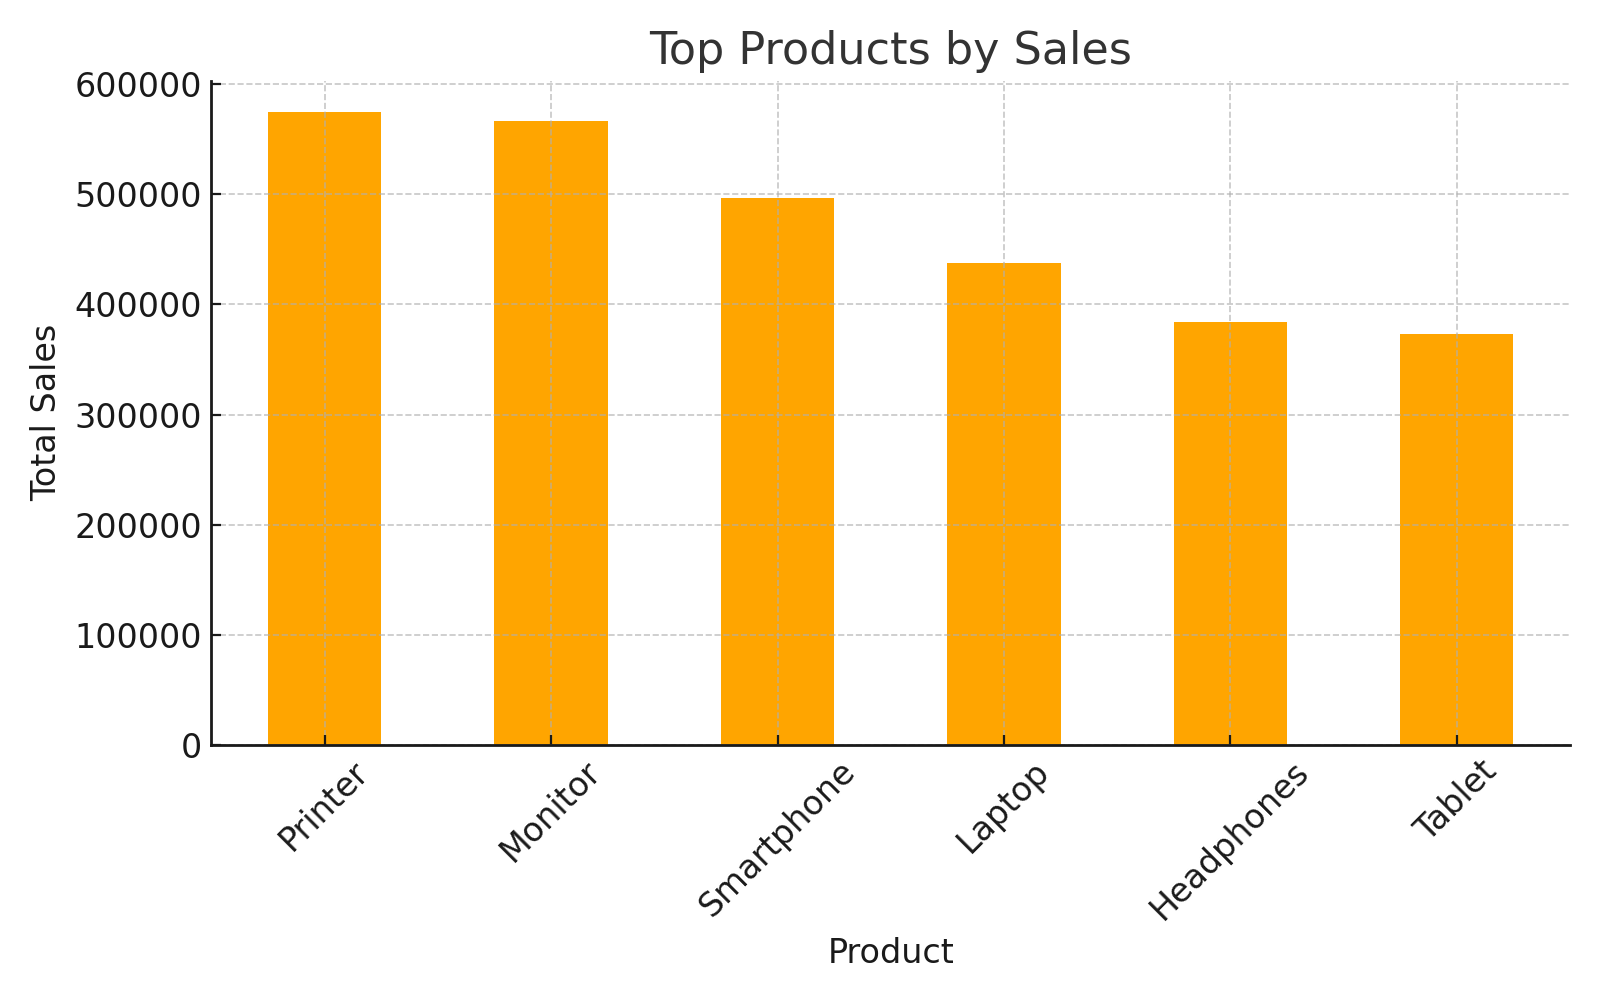 Top Products by Sales
600000
500000
400000
300000
200000
100000
0
Total Sales
Printer
Monitor
Smartphone
Laptop
Headphones
Tablet
Product